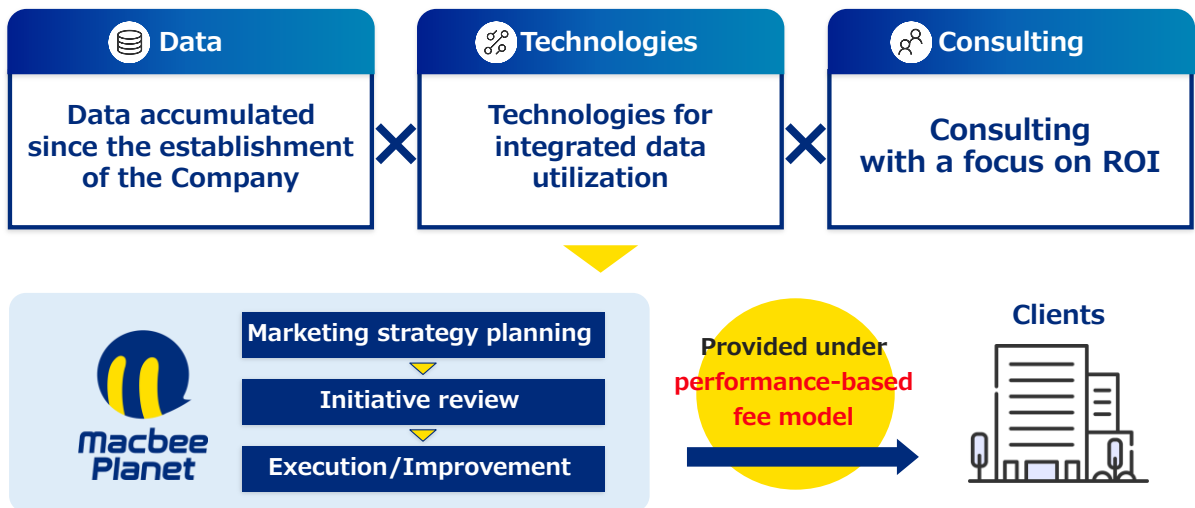 Data
Data accumulated
since the establishment
of the Company
Technologies
Technologies for
integrated data
utilization
Consulting
Consulting
with a focus on ROI
macbee
Planet
Marketing strategy planning
Initiative review
Execution/Improvement
Provided under
performance-based
fee model
Clients